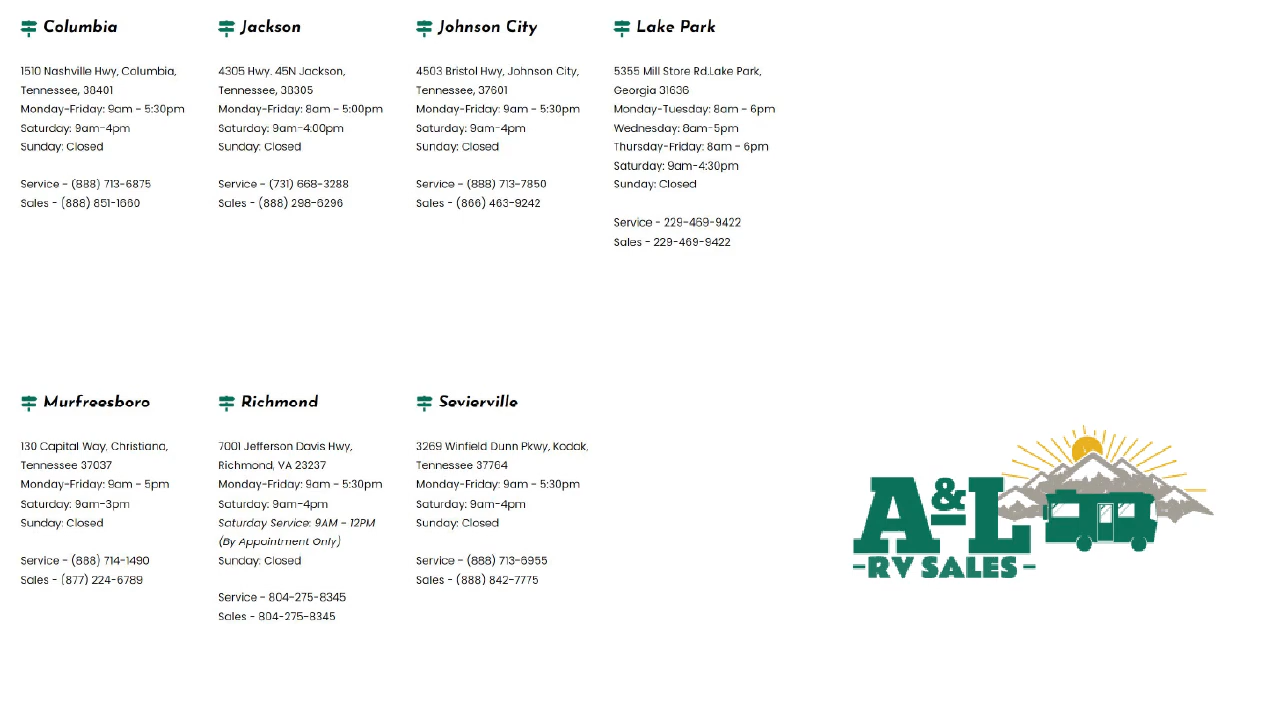 Columbia
1510 Nashville Hwy, Columbia,
Tennessee, 38401
Monday-Friday: 9am - 5:30pm
Saturday: 9am-4pm
Sunday: Closed
Service - (888) 713-6875
Sales - (888) 851-1660
Jackson
4305 Hwy. 45N Jackson,
Tennessee, 38305
Monday-Friday: 8am - 5:00pm
Saturday: 9am-4:00pm
Sunday: Closed
Service - (731) 668-3288
Sales - (888) 298-6296
Johnson City
4503 Bristol Hwy, Johnson City,
Tennessee, 37601
Monday-Friday: 9am - 5:30pm
Saturday: 9am-4pm
Sunday: Closed
Service - (888) 713-7850
Sales - (866) 463-9242
Lake Park
5355 Mill Store Rd.Lake Park,
Georgia 31636
Monday-Tuesday: 8am - 6pm
Wednesday: 8am-5pm
Thursday-Friday: 8am - 6pm
Saturday: 9am-4:30pm
Sunday: Closed
Service - 229-469-9422
Sales - 229-469-9422
Murfreesboro
130 Capital Way, Christiana,
Tennessee 37037
Monday-Friday: 9am - 5pm
Saturday: 9am-3pm
Sunday: Closed
Service - (888) 714-1490
Sales - (877) 224-6789
Richmond
7001 Jefferson Davis Hwy,
Richmond, VA 23237
Monday-Friday: 9am - 5:30pm
Saturday: 9am-4pm
Saturday Service: 9AM - 12PM
(By Appointment Only)
Sunday: Closed
Service - 804-275-8345
Sales - 804-275-8345
Sevierville
3269 Winfield Dunn Pkwy, Kodak,
Tennessee 37764
Monday-Friday: 9am - 5:30pm
Saturday: 9am-4pm
Sunday: Closed
Service - (888) 713-6955
Sales - (888) 842-7775
A&L
-RV SALES-